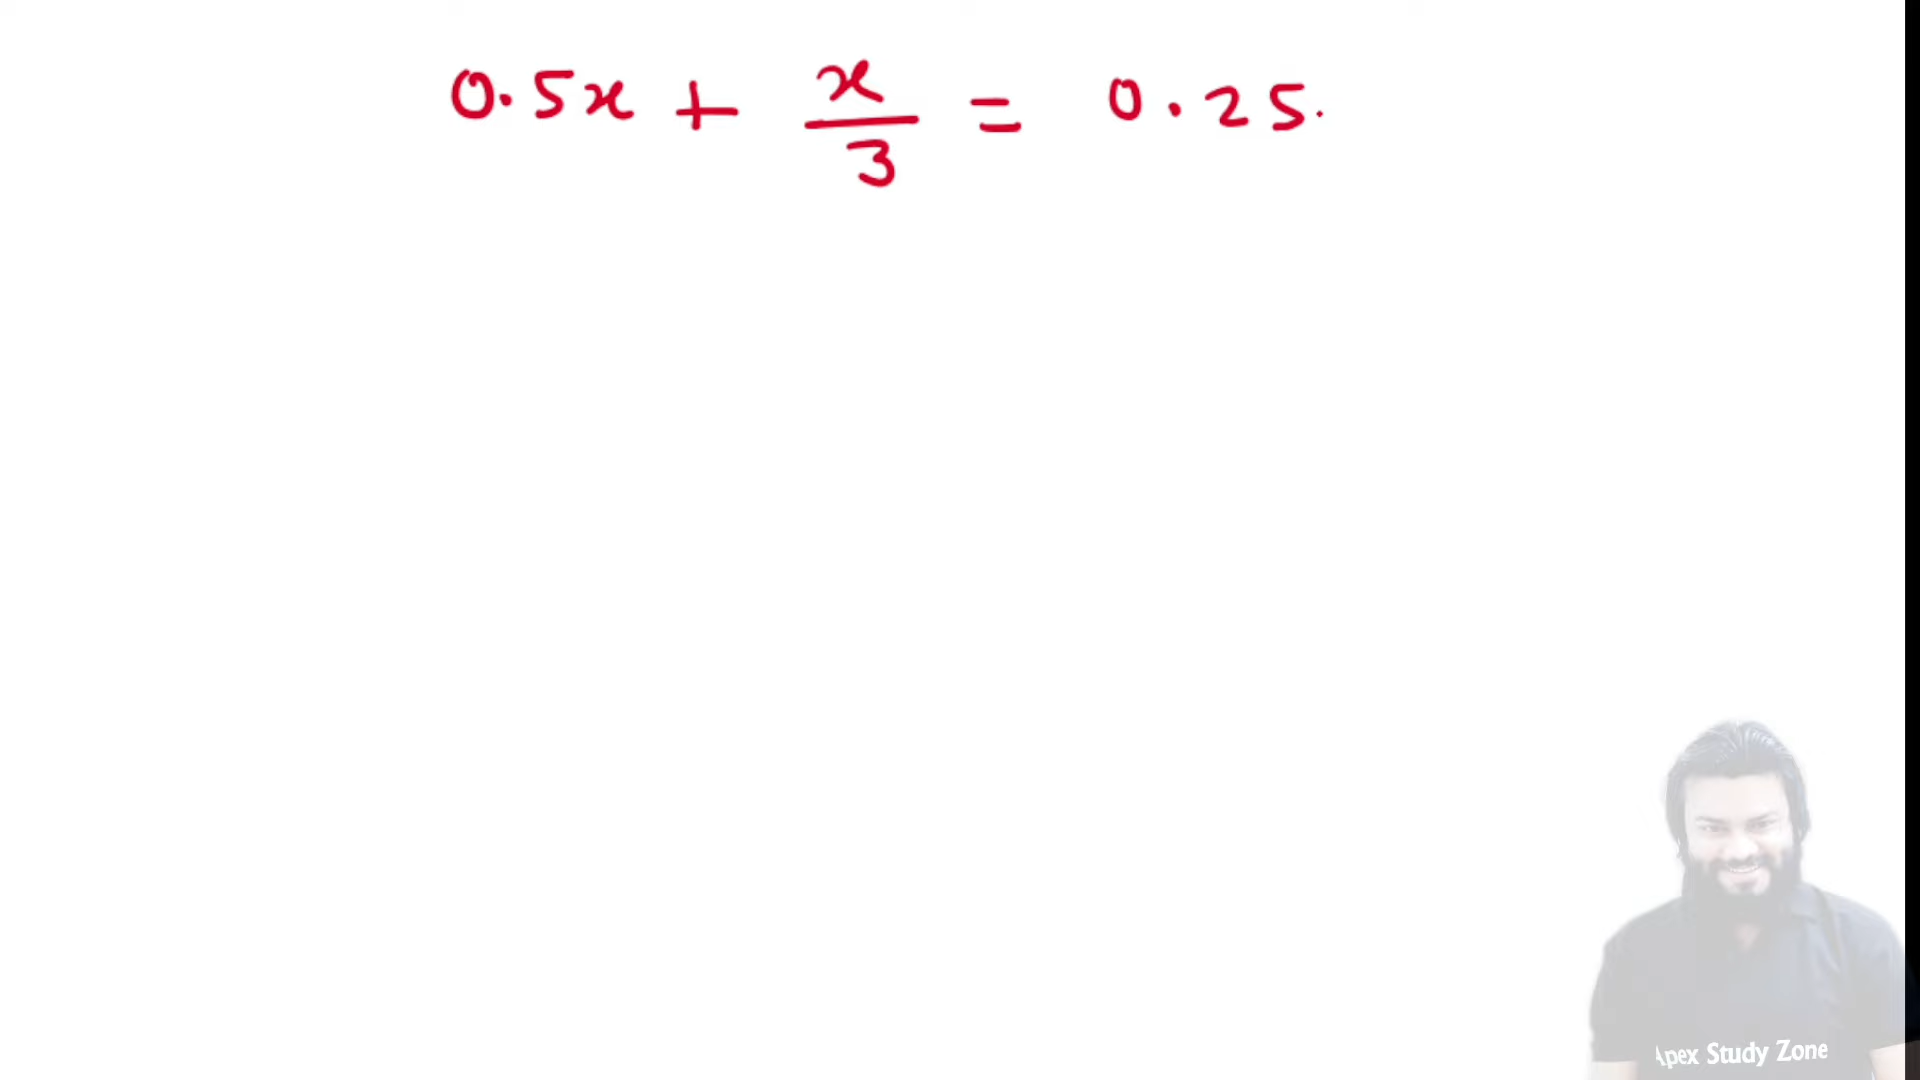 0.5x + x/3 = 0.25.
Apex Study Zone